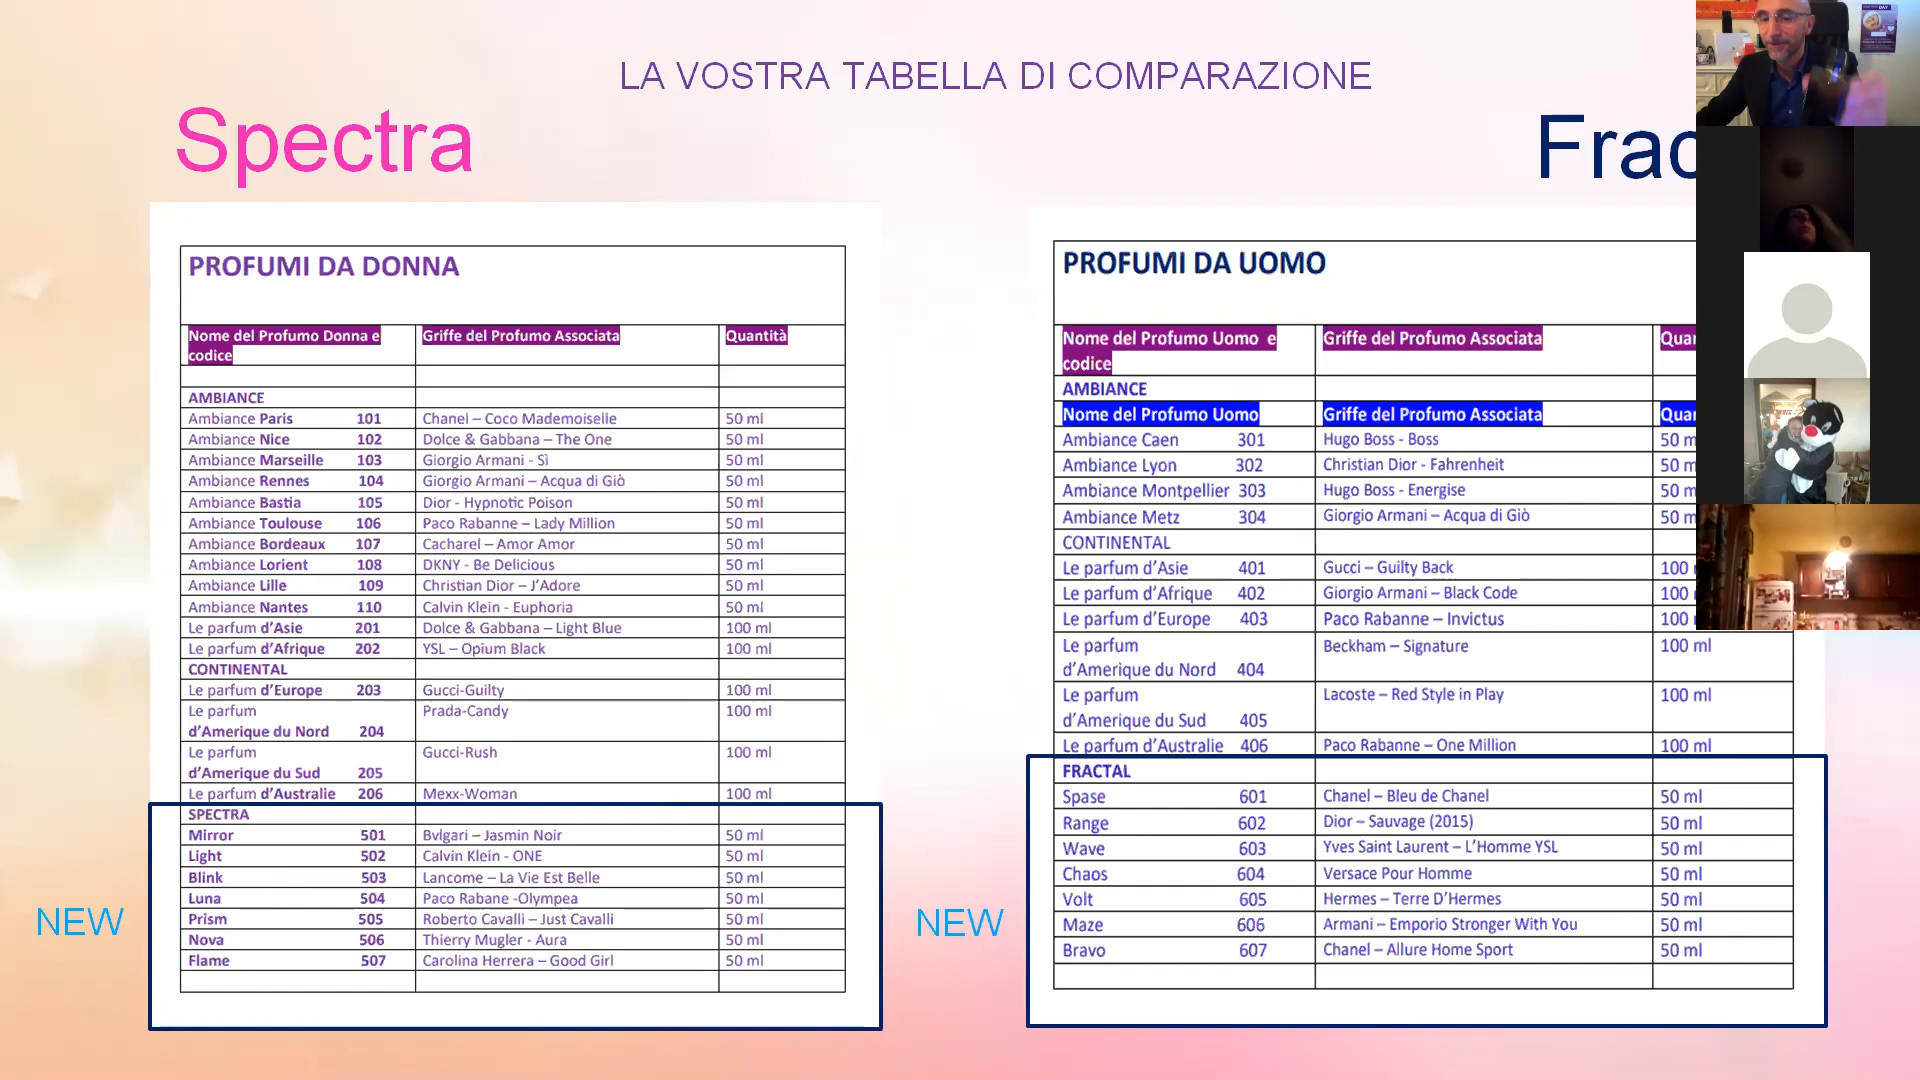 LA VOSTRA TABELLA DI COMPARAZIONE
Spectra
Frac
PROFUMI DA DONNA
Nome del Profumo Donna e codice Griffe del Profumo Associata Quantità
AMBIANCE
Ambiance Paris 101 Chanel – Coco Mademoiselle 50 ml
Ambiance Nice 102 Dolce & Gabbana – The One 50 ml
Ambiance Marseille 103 Giorgio Armani - Sì 50 ml
Ambiance Rennes 104 Giorgio Armani – Acqua di Giò 50 ml
Ambiance Bastia 105 Dior - Hypnotic Poison 50 ml
Ambiance Toulouse 106 Paco Rabanne – Lady Million 50 ml
Ambiance Bordeaux 107 Cacharel – Amor Amor 50 ml
Ambiance Lorient 108 DKNY - Be Delicious 50 ml
Ambiance Lille 109 Christian Dior – J’Adore 50 ml
Ambiance Nantes 110 Calvin Klein - Euphoria 50 ml
Le parfum d’Asie 201 Dolce & Gabbana – Light Blue 100 ml
Le parfum d’Afrique 202 YSL – Opium Black 100 ml
CONTINENTAL
Le parfum d’Europe 203 Gucci-Guilty 100 ml
Le parfum Prada-Candy 100 ml
d’Amerique du Nord 204
Le parfum Gucci-Rush 100 ml
d’Amerique du Sud 205
Le parfum d’Australie 206 Mexx-Woman 100 ml
SPECTRA
Mirror 501 Bvlgari – Jasmin Noir 50 ml
Light 502 Calvin Klein - ONE 50 ml
Blink 503 Lancome – La Vie Est Belle 50 ml
Luna 504 Paco Rabane -Olympea 50 ml
Prism 505 Roberto Cavalli – Just Cavalli 50 ml
Nova 506 Thierry Mugler - Aura 50 ml
Flame 507 Carolina Herrera – Good Girl 50 ml
NEW
PROFUMI DA UOMO
Nome del Profumo Uomo e codice Griffe del Profumo Associata Quan
AMBIANCE
Nome del Profumo Uomo Griffe del Profumo Associata Quan
Ambiance Caen 301 Hugo Boss - Boss 50 m
Ambiance Lyon 302 Christian Dior - Fahrenheit 50 m
Ambiance Montpellier 303 Hugo Boss - Energise 50 m
Ambiance Metz 304 Giorgio Armani – Acqua di Giò 50 m
CONTINENTAL
Le parfum d’Asie 401 Gucci – Guilty Back 100
Le parfum d’Afrique 402 Giorgio Armani – Black Code 100
Le parfum d’Europe 403 Paco Rabanne – Invictus 100
Le parfum Beckham – Signature 100 ml
d’Amerique du Nord 404
Le parfum Lacoste – Red Style in Play 100 ml
d’Amerique du Sud 405
Le parfum d’Australie 406 Paco Rabanne – One Million 100 ml
FRACTAL
Spase 601 Chanel – Bleu de Chanel 50 ml
Range 602 Dior – Sauvage (2015) 50 ml
Wave 603 Yves Saint Laurent – L’Homme YSL 50 ml
Chaos 604 Versace Pour Homme 50 ml
Volt 605 Hermes – Terre D’Hermes 50 ml
Maze 606 Armani – Emporio Stronger With You 50 ml
Bravo 607 Chanel – Allure Home Sport 50 ml
NEW